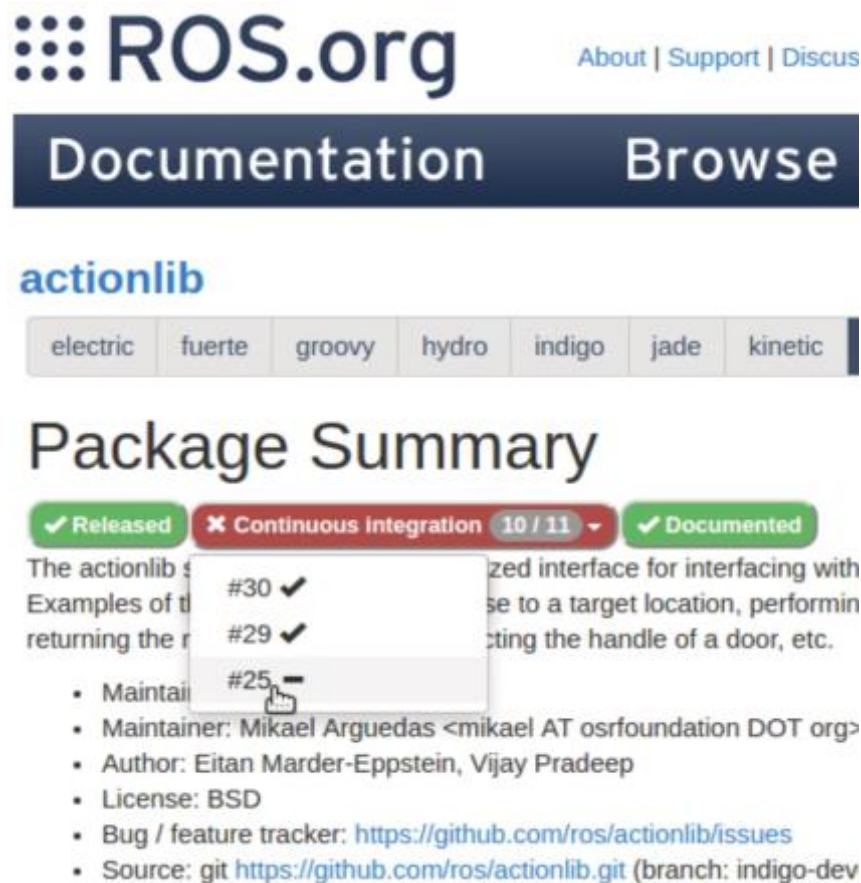 ROS.org
About | Support | Discus
Documentation Browse
actionlib
electric fuerte groovy hydro indigo jade kinetic
Package Summary
✔ Released ✖ Continuous integration 10 / 11 ✔ Documented
The actionlib s zed interface for interfacing with
Examples of th se to a target location, performin
returning the r cting the handle of a door, etc.
#30 ✔
#29 ✔
#25 –
• Maintai
• Maintainer: Mikael Arguedas <mikael AT osrfoundation DOT org>
• Author: Eitan Marder-Eppstein, Vijay Pradeep
• License: BSD
• Bug / feature tracker: https://github.com/ros/actionlib/issues
• Source: git https://github.com/ros/actionlib.git (branch: indigo-dev